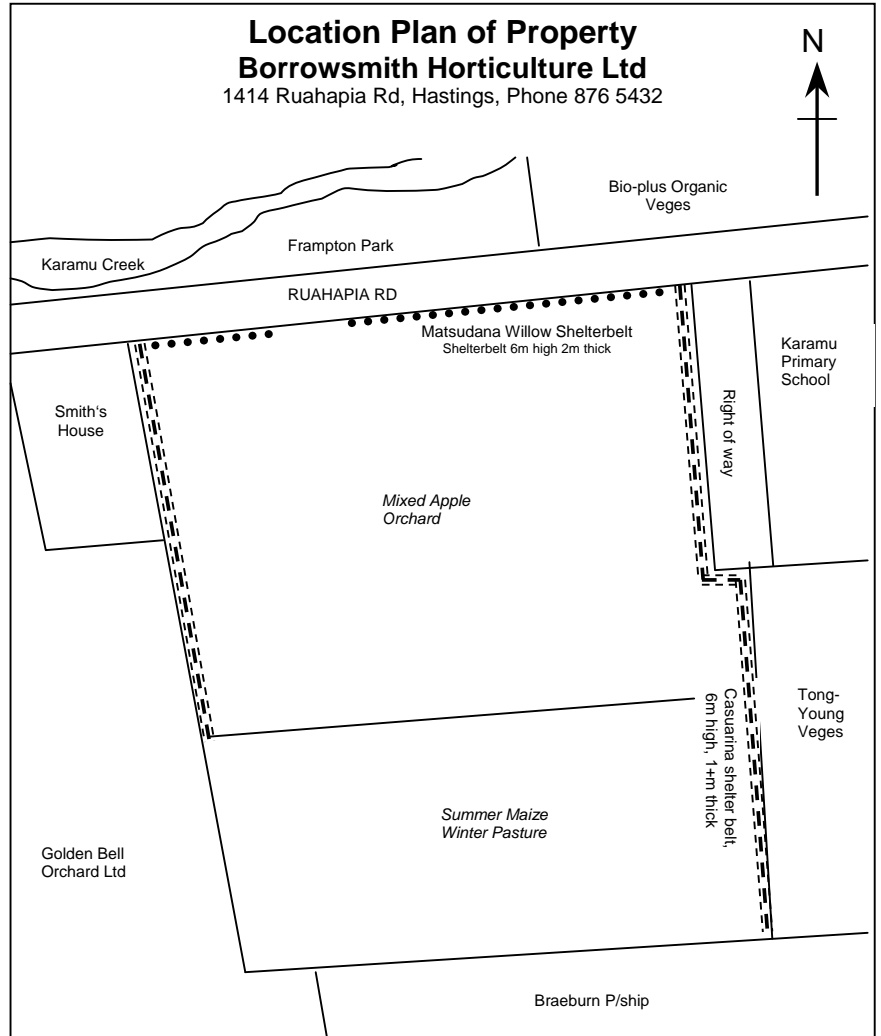 Location Plan of Property
Borrowsmith Horticulture Ltd
1414 Ruahapia Rd, Hastings, Phone 876 5432
N
Bio-plus Organic
Veges
Frampton Park
Karamu Creek
RUAHAPIA RD
Matsudana Willow Shelterbelt
Shelterbelt 6m high 2m thick
Karamu
Primary
School
Smith's
House
Right of way
Mixed Apple
Orchard
Casuarina shelter belt,
6m high, 1+m thick
Tong-
Young
Veges
Summer Maize
Winter Pasture
Golden Bell
Orchard Ltd
Braeburn P/ship